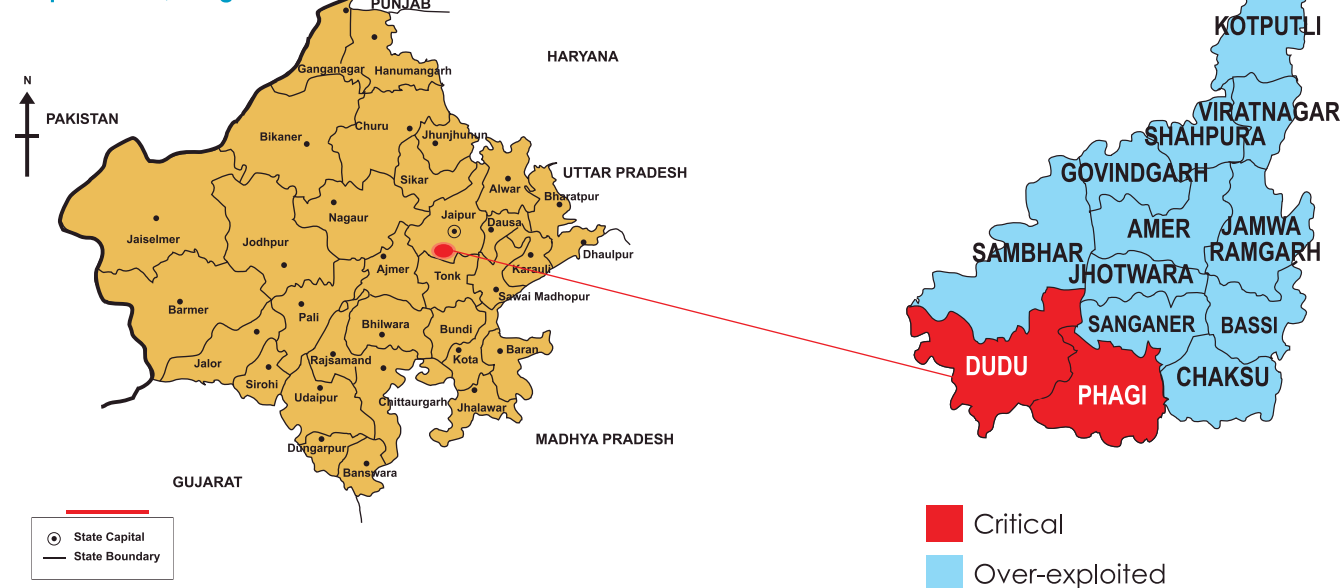 PUNJAB
HARYANA
Ganganagar
Hanumangarh
N
PAKISTAN
Bikaner
Churu
Jhunjhunun
UTTAR PRADESH
Sikar
Alwar
Bharatpur
Nagaur
Jaipur
Dausa
Jaiselmer
Jodhpur
Dhaulpur
Ajmer
Tonk
Karauli
Sawai Madhopur
Barmer
Pali
Bhilwara
Bundi
Baran
Jalor
Rajsamand
Kota
Sirohi
Udaipur
Chittaurgarh
Jhalawar
MADHYA PRADESH
Dungarpur
Banswara
GUJARAT
State Capital
State Boundary
KOTPUTLI
VIRATNAGAR
SHAHPURA
GOVINDGARH
AMER
JAMWA
RAMGARH
SAMBHAR
JHOTWARA
SANGANER
BASSI
DUDU
CHAKSU
PHAGI
Critical
Over-exploited